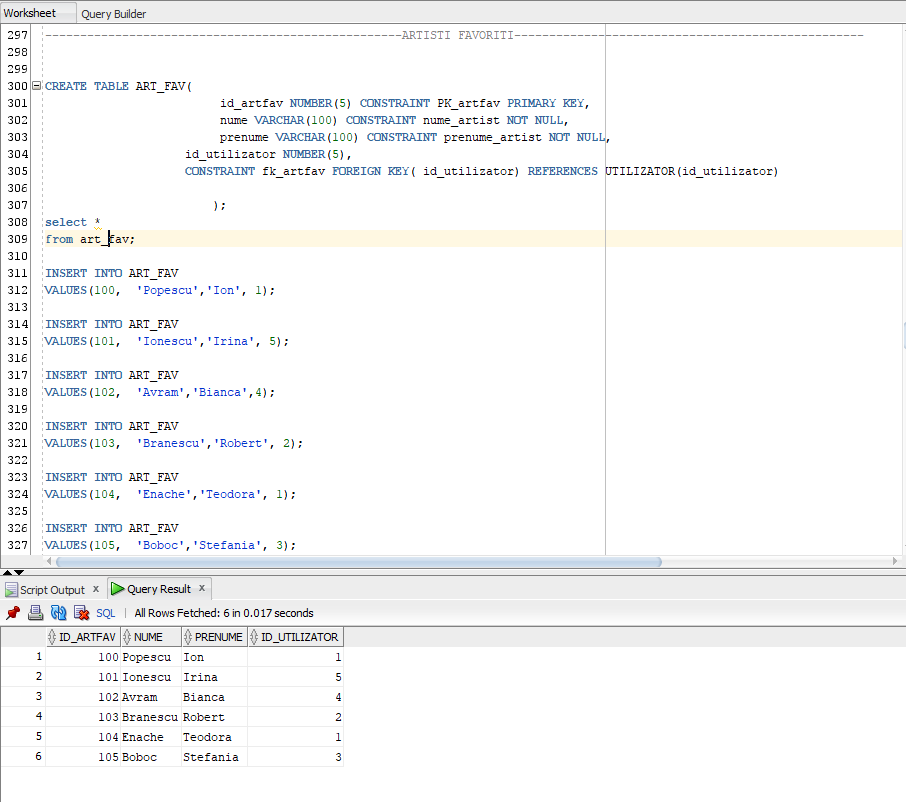 Worksheet Query Builder
297 ---------------------------------------------------ARTISTI FAVORITI--------------------------------------------------
298
299
300 CREATE TABLE ART_FAV(
301 id_artfav NUMBER(5) CONSTRAINT PK_artfav PRIMARY KEY,
302 nume VARCHAR(100) CONSTRAINT nume_artist NOT NULL,
303 prenume VARCHAR(100) CONSTRAINT prenume_artist NOT NULL,
304 id_utilizator NUMBER(5),
305 CONSTRAINT fk_artfav FOREIGN KEY( id_utilizator) REFERENCES UTILIZATOR(id_utilizator)
306
307 );
308 select *
309 from art_fav;
310
311 INSERT INTO ART_FAV
312 VALUES(100, 'Popescu','Ion', 1);
313
314 INSERT INTO ART_FAV
315 VALUES(101, 'Ionescu','Irina', 5);
316
317 INSERT INTO ART_FAV
318 VALUES(102, 'Avram','Bianca',4);
319
320 INSERT INTO ART_FAV
321 VALUES(103, 'Branescu','Robert', 2);
322
323 INSERT INTO ART_FAV
324 VALUES(104, 'Enache','Teodora', 1);
325
326 INSERT INTO ART_FAV
327 VALUES(105, 'Boboc','Stefania', 3);
Script Output x Query Result x
SQL | All Rows Fetched: 6 in 0.017 seconds
ID_ARTFAV NUME PRENUME ID_UTILIZATOR
1 100 Popescu Ion 1
2 101 Ionescu Irina 5
3 102 Avram Bianca 4
4 103 Branescu Robert 2
5 104 Enache Teodora 1
6 105 Boboc Stefania 3